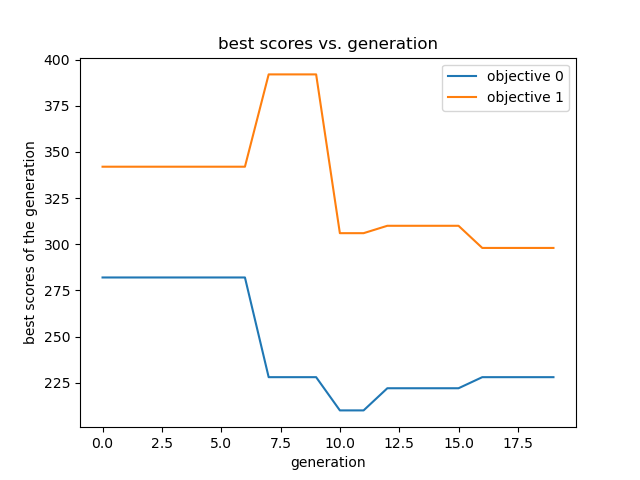 best scores vs. generation
objective 0
objective 1
best scores of the generation
400
375
350
325
300
275
250
225
0.0 2.5 5.0 7.5 10.0 12.5 15.0 17.5
generation